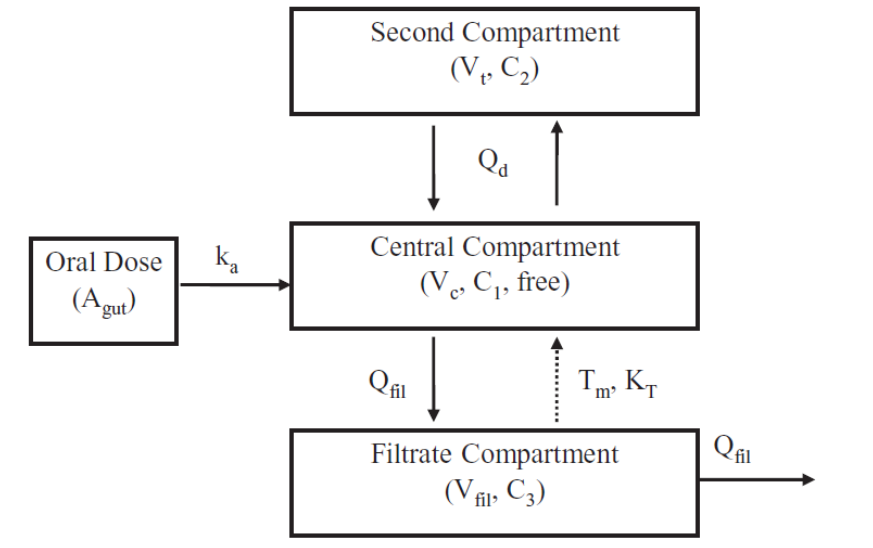 Second Compartment
(Vt, C2)
Qd
Oral Dose
(Agut)
ka
Central Compartment
(Vc, C1, free)
Qfil
Tm, KT
Filtrate Compartment
(Vfil, C3)
Qfil